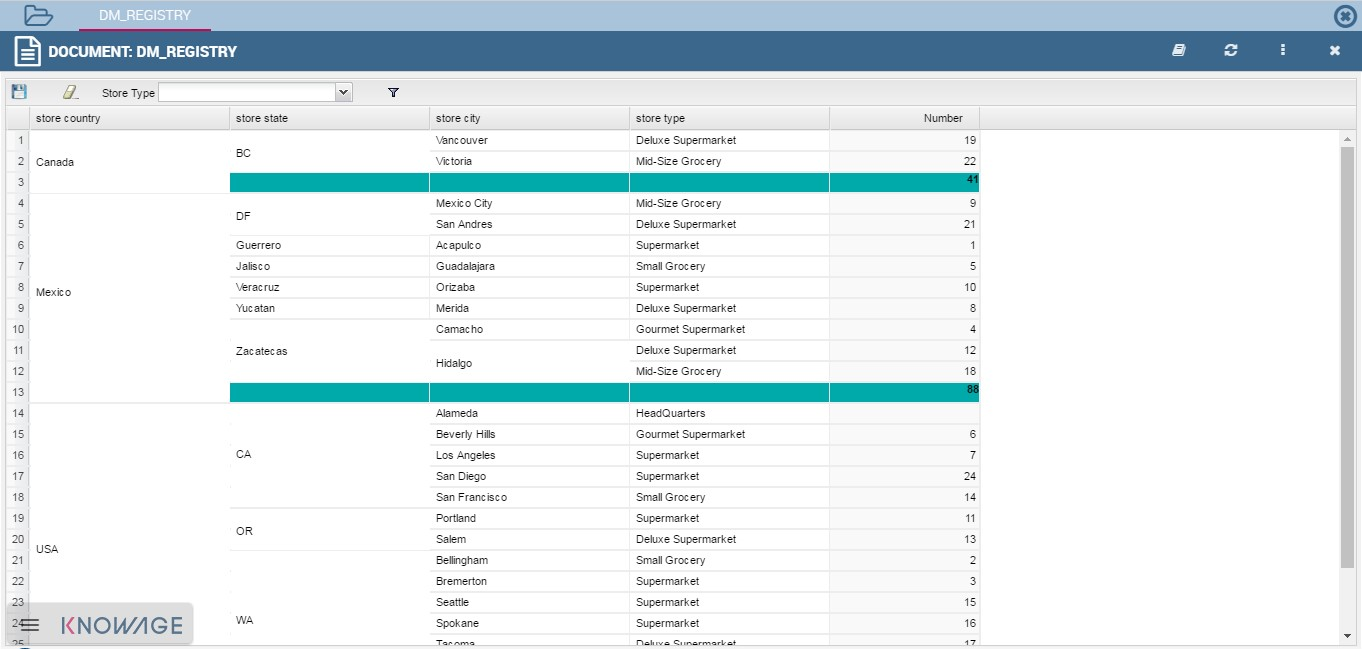 DM_REGISTRY
DOCUMENT: DM_REGISTRY
Store Type
store country store state store city store type Number
1 Canada BC Vancouver Deluxe Supermarket 19
2 Victoria Mid-Size Grocery 22
3 41
4 Mexico DF Mexico City Mid-Size Grocery 9
5 San Andres Deluxe Supermarket 21
6 Guerrero Acapulco Supermarket 1
7 Jalisco Guadalajara Small Grocery 5
8 Veracruz Orizaba Supermarket 10
9 Yucatan Merida Deluxe Supermarket 8
10 Zacatecas Camacho Gourmet Supermarket 4
11 Hidalgo Deluxe Supermarket 12
12 Mid-Size Grocery 18
13 88
14 USA CA Alameda HeadQuarters
15 Beverly Hills Gourmet Supermarket 6
16 Los Angeles Supermarket 7
17 San Diego Supermarket 24
18 San Francisco Small Grocery 14
19 OR Portland Supermarket 11
20 Salem Deluxe Supermarket 13
21 WA Bellingham Small Grocery 2
22 Bremerton Supermarket 3
23 Seattle Supermarket 15
24 Spokane Supermarket 16
25 Tacoma Deluxe Supermarket 17
KNOWAGE